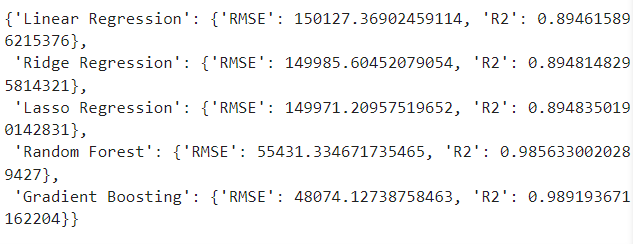 {'Linear Regression': {'RMSE': 150127.36902459114, 'R2': 0.89461589
6215376},
 'Ridge Regression': {'RMSE': 149985.60452079054, 'R2': 0.894814829
5814321},
 'Lasso Regression': {'RMSE': 149971.20957519652, 'R2': 0.894835019
0142831},
 'Random Forest': {'RMSE': 55431.334671735465, 'R2': 0.985633002028
9427},
 'Gradient Boosting': {'RMSE': 48074.12738758463, 'R2': 0.989193671
162204}}